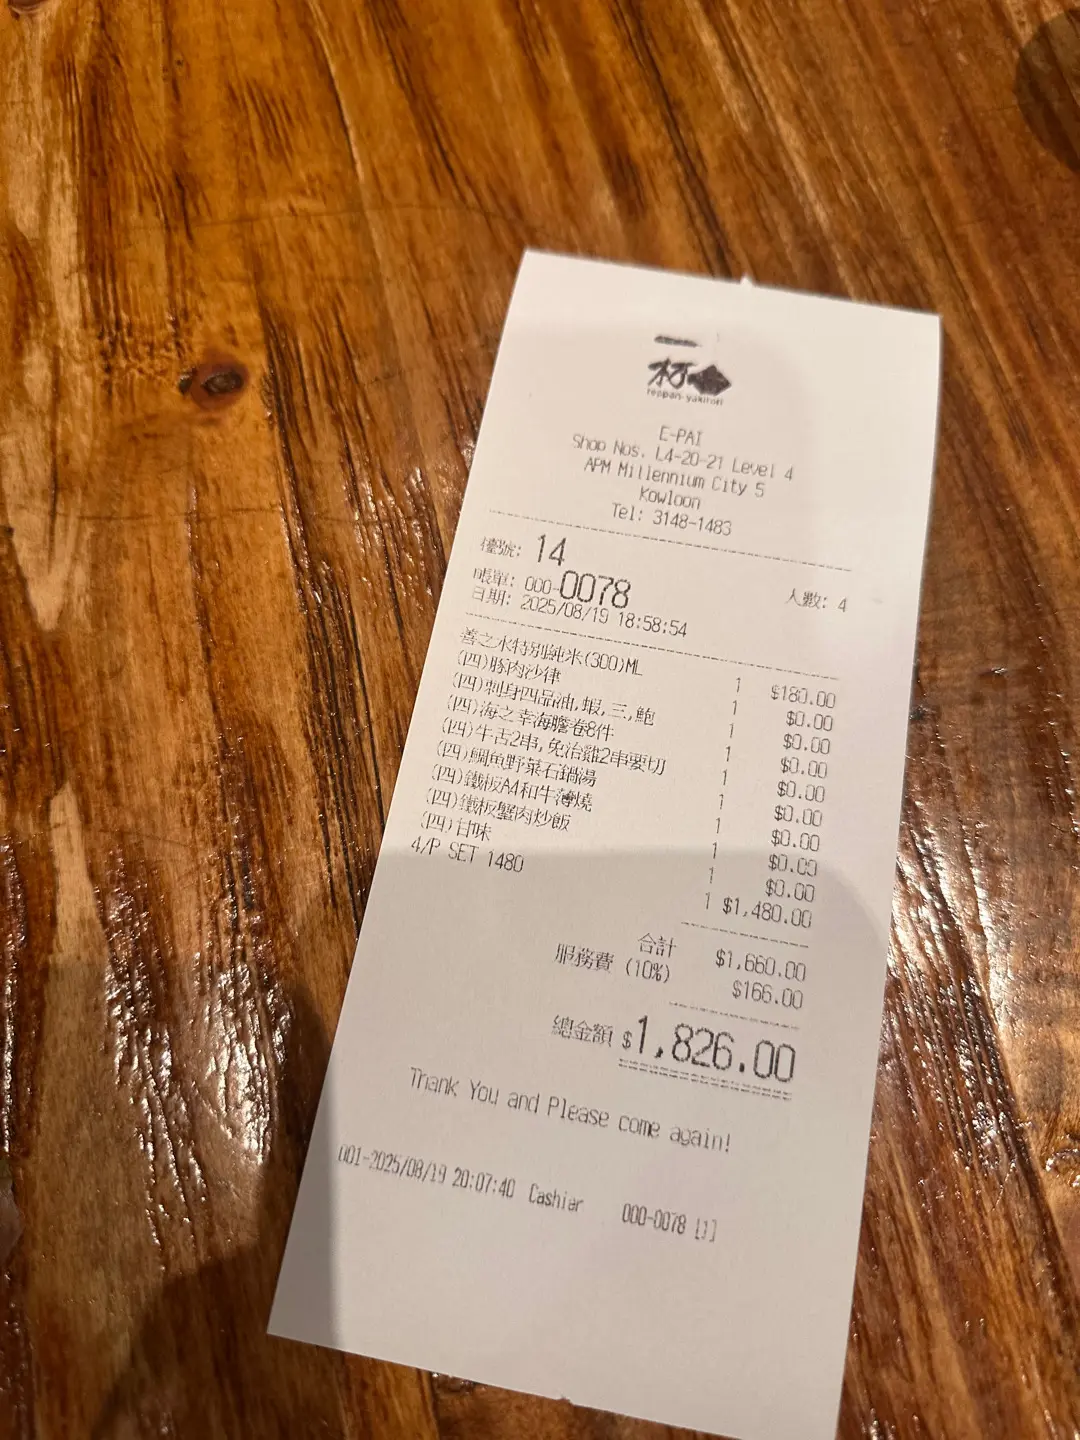 一杯
teppan-yakitori
E-PAI
Shop Nos. L4-20-21 Level 4
APM Millennium City 5
Kowloon
Tel: 3148-1483
檯號: 14
帳單: 000-0078 人數: 4
日期: 2025/08/19 18:58:54
善之水特別純米(300)ML 1 $180.00
(四)豚肉沙律 1 $0.00
(四)刺身四品油,蝦,三,鮑 1 $0.00
(四)海之幸海膽卷8件 1 $0.00
(四)牛舌2串,免治雞2串要切 1 $0.00
(四)鯛魚野菜石鍋湯 1 $0.00
(四)鐵板A4和牛薄燒 1 $0.00
(四)鐵板蟹肉炒飯 1 $0.00
(四)甘味 1 $0.00
4/P SET 1480 1 $1,480.00
合計 $1,660.00
服務費 (10%) $166.00
總金額 $1,826.00
Thank You and Please come again!
001-2025/08/19 20:07:40 Cashier 000-0078 [1]